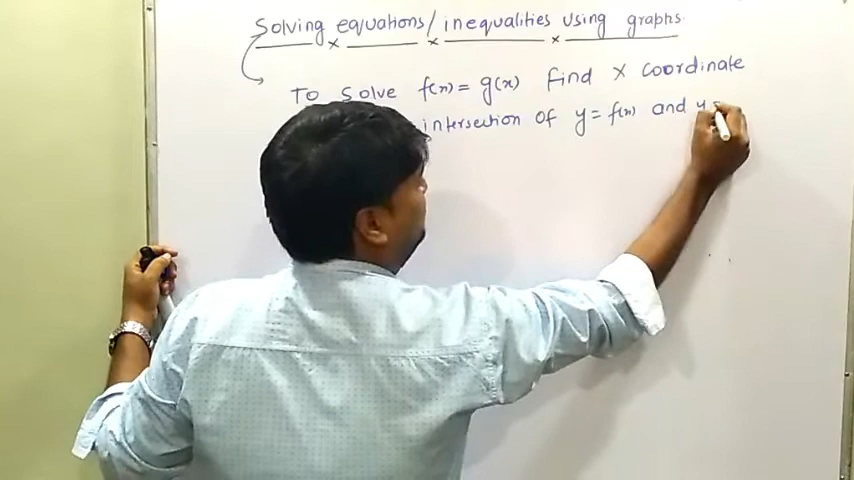 Solving equations/inequalities using graphs.
To solve f(x) = g(x) find x coordinate
intersection of y = f(x) and y =